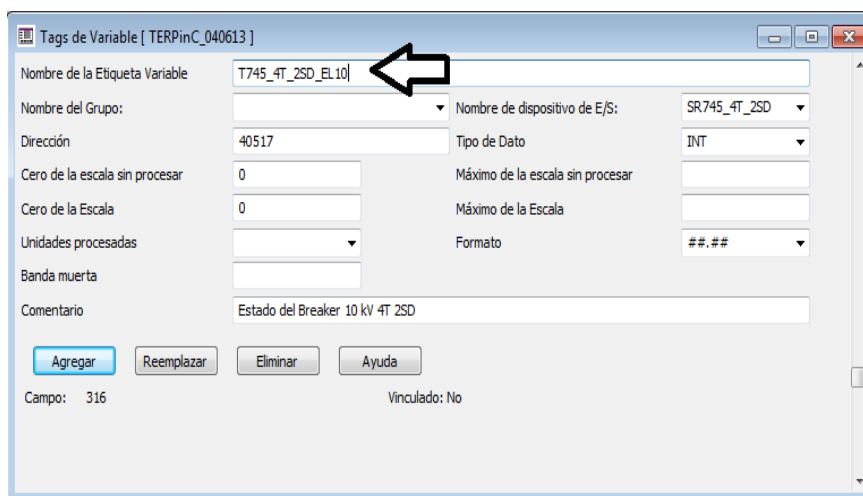 Tags de Variable [ TERPinC_040613 ]
Nombre de la Etiqueta Variable T745_4T_2SD_EL10
Nombre del Grupo: Nombre de dispositivo de E/S: SR745_4T_2SD
Dirección 40517 Tipo de Dato INT
Cero de la escala sin procesar 0 Máximo de la escala sin procesar
Cero de la Escala 0 Máximo de la Escala
Unidades procesadas Formato ##.##
Banda muerta
Comentario Estado del Breaker 10 kV 4T 2SD
Agregar Reemplazar Eliminar Ayuda
Campo: 316 Vinculado: No